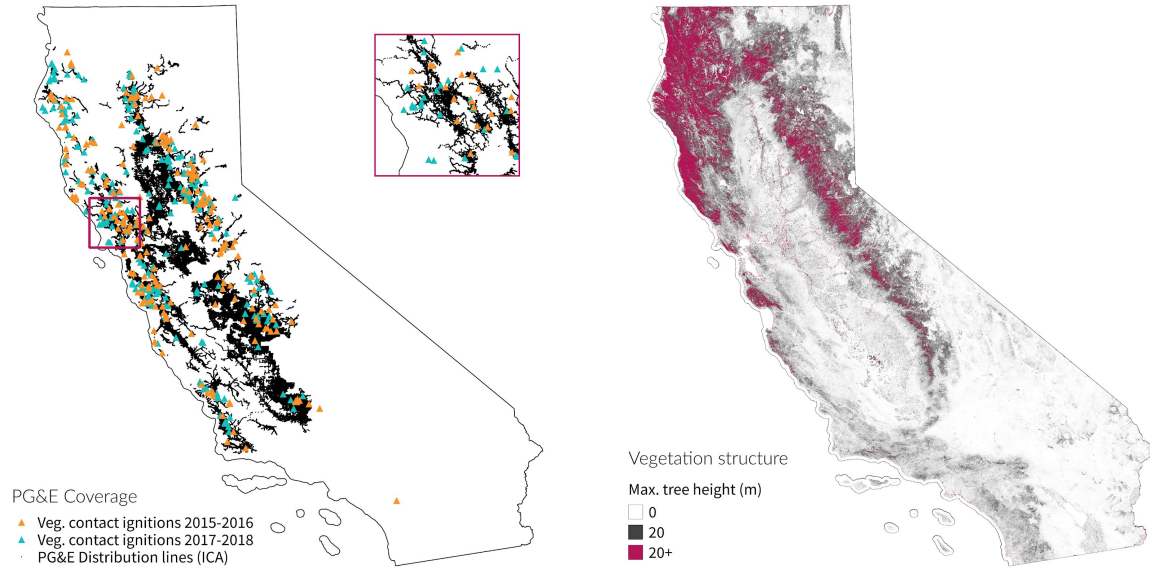 PG&E Coverage
Veg. contact ignitions 2015-2016
Veg. contact ignitions 2017-2018
PG&E Distribution lines (ICA)
Vegetation structure
Max. tree height (m)
0
20
20+